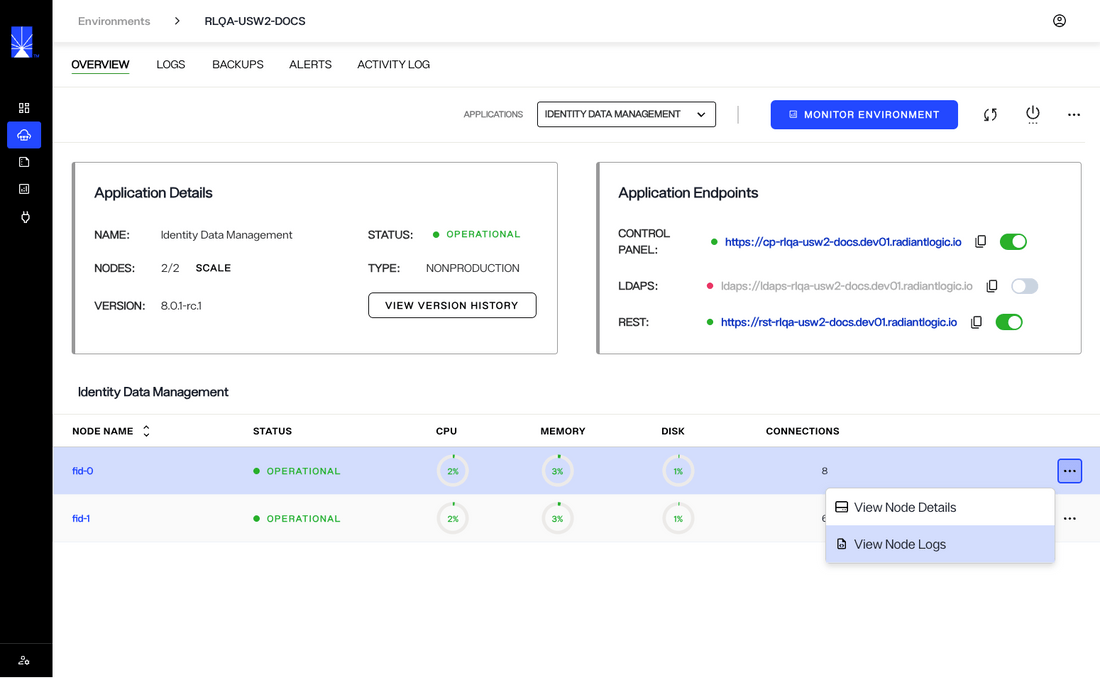 Environments > RLQA-USW2-DOCS
OVERVIEW LOGS BACKUPS ALERTS ACTIVITY LOG
APPLICATIONS IDENTITY DATA MANAGEMENT MONITOR ENVIRONMENT
Application Details
NAME: Identity Data Management STATUS: OPERATIONAL
NODES: 2/2 SCALE TYPE: NONPRODUCTION
VERSION: 8.0.1-rc.1 VIEW VERSION HISTORY
Application Endpoints
CONTROL
PANEL: https://cp-rlqa-usw2-docs.dev01.radiantlogic.io
LDAPS: ldaps://ldaps-rlqa-usw2-docs.dev01.radiantlogic.io
REST: https://rst-rlqa-usw2-docs.dev01.radiantlogic.io
Identity Data Management
NODE NAME STATUS CPU MEMORY DISK CONNECTIONS
fid-0 OPERATIONAL 2% 3% 1% 8
fid-1 OPERATIONAL 2% 3% 1%
View Node Details
View Node Logs